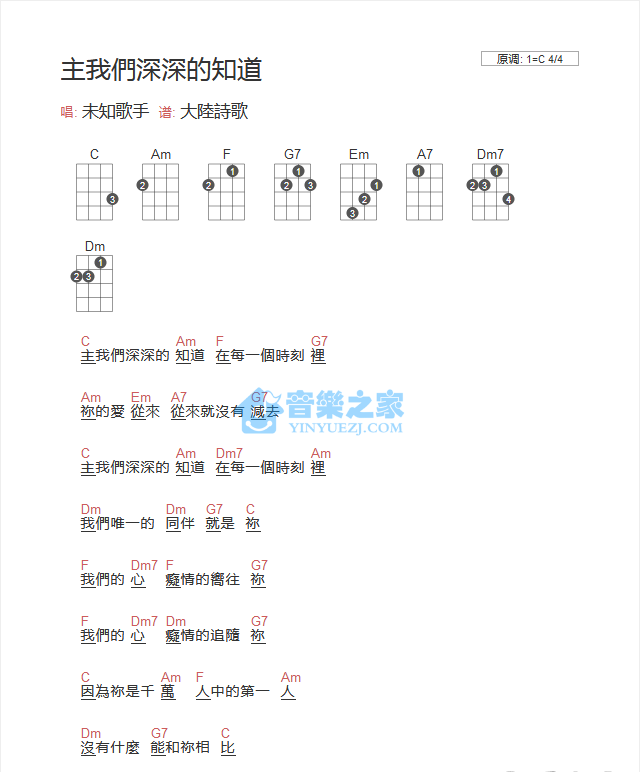 主我們深深的知道
原调: 1=C 4/4
唱: 未知歌手 谱: 大陸詩歌
C Am F G7 Em A7 Dm7
3 2 1 2 1 2 3 1 2 3 1 1 2 3 4
Dm
1 2 3
C Am F G7
主我們深深的 知道 在每一個時刻 裡
Am Em A7 G7
祢的愛 從來 從來就沒有 減去
音樂之家
YINYUEZJ.COM
C Am Dm7 Am
主我們深深的 知道 在每一個時刻 裡
Dm Dm G7 C
我們唯一的 同伴 就是 祢
F Dm7 F G7
我們的 心 癡情的嚮往 祢
F Dm7 Dm G7
我們的 心 癡情的追隨 祢
C Am F Am
因為祢是千 萬 人中的第一 人
Dm G7 C
沒有什麼 能和祢相 比